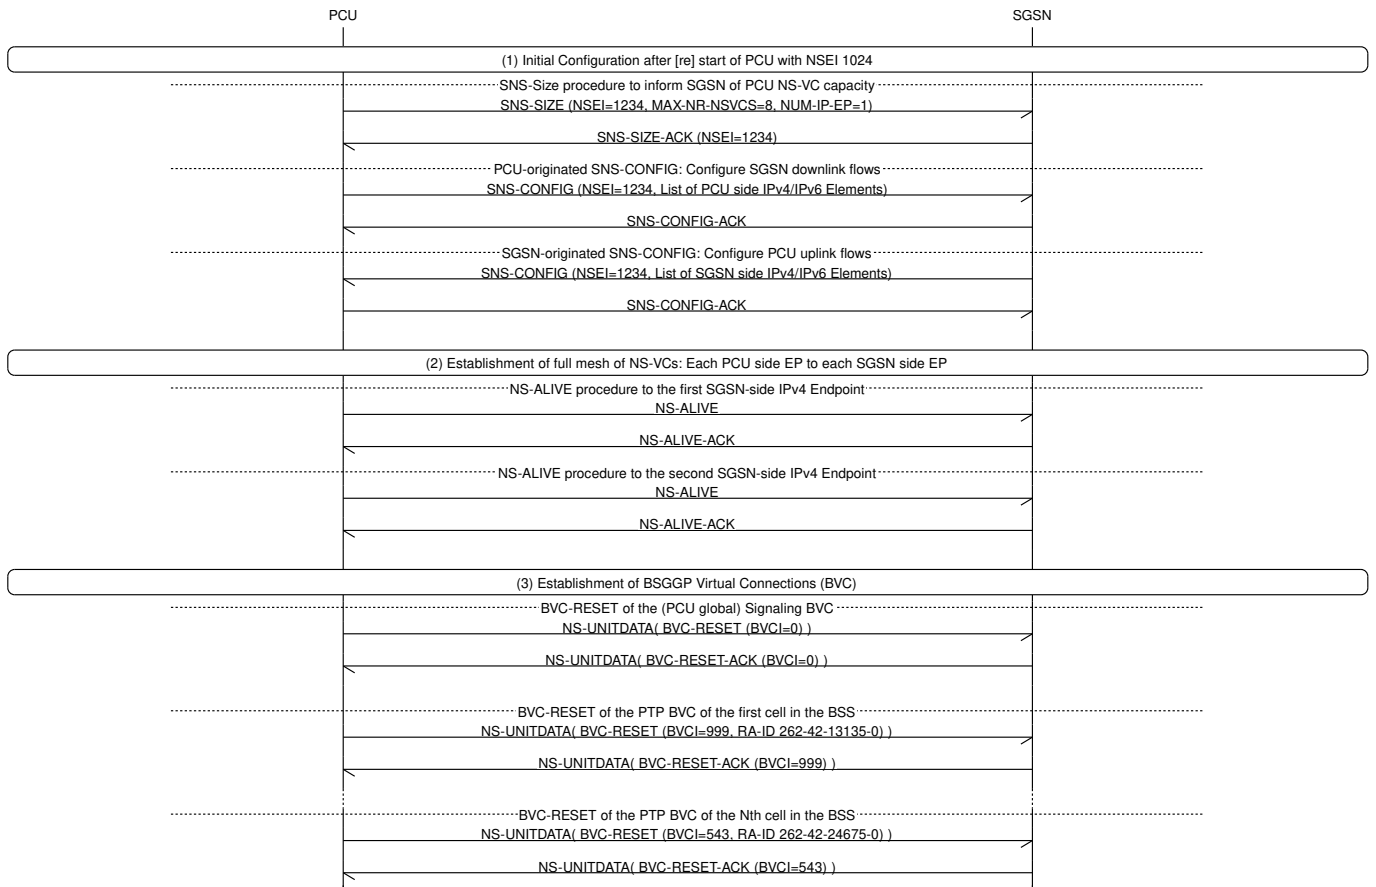 PCU SGSN
(1) Initial Configuration after [re] start of PCU with NSEI 1024
SNS-Size procedure to inform SGSN of PCU NS-VC capacity
SNS-SIZE (NSEI=1234, MAX-NR-NSVCS=8, NUM-IP-EP=1)
SNS-SIZE-ACK (NSEI=1234)
PCU-originated SNS-CONFIG: Configure SGSN downlink flows
SNS-CONFIG (NSEI=1234, List of PCU side IPv4/IPv6 Elements)
SNS-CONFIG-ACK
SGSN-originated SNS-CONFIG: Configure PCU uplink flows
SNS-CONFIG (NSEI=1234, List of SGSN side IPv4/IPv6 Elements)
SNS-CONFIG-ACK
(2) Establishment of full mesh of NS-VCs: Each PCU side EP to each SGSN side EP
NS-ALIVE procedure to the first SGSN-side IPv4 Endpoint
NS-ALIVE
NS-ALIVE-ACK
NS-ALIVE procedure to the second SGSN-side IPv4 Endpoint
NS-ALIVE
NS-ALIVE-ACK
(3) Establishment of BSGGP Virtual Connections (BVC)
BVC-RESET of the (PCU global) Signaling BVC
NS-UNITDATA( BVC-RESET (BVCI=0) )
NS-UNITDATA( BVC-RESET-ACK (BVCI=0) )
BVC-RESET of the PTP BVC of the first cell in the BSS
NS-UNITDATA( BVC-RESET (BVCI=999, RA-ID 262-42-13135-0) )
NS-UNITDATA( BVC-RESET-ACK (BVCI=999) )
BVC-RESET of the PTP BVC of the Nth cell in the BSS
NS-UNITDATA( BVC-RESET (BVCI=543, RA-ID 262-42-24675-0) )
NS-UNITDATA( BVC-RESET-ACK (BVCI=543) )